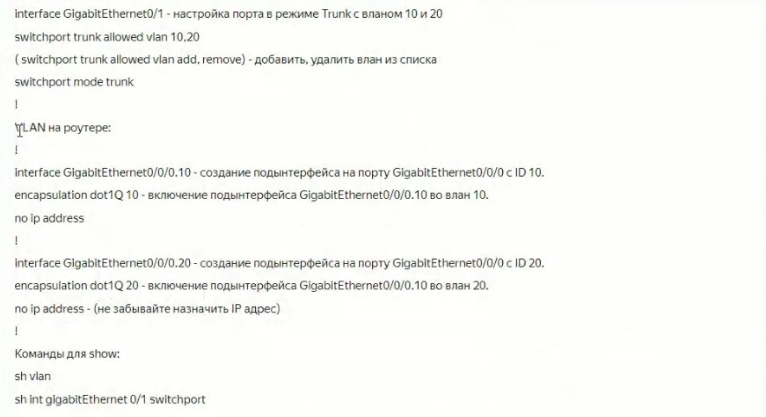 interface GigabitEthernet0/1 - настройка порта в режиме Trunk с вланом 10 и 20
switchport trunk allowed vlan 10,20
( switchport trunk allowed vlan add, remove) - добавить, удалить влан из списка
switchport mode trunk
!
VLAN на роутере:
!
interface GigabitEthernet0/0/0.10 - создание подынтерфейса на порту GigabitEthernet0/0/0 с ID 10.
encapsulation dot1Q 10 - включение подынтерфейса GigabitEthernet0/0/0.10 во влан 10.
no ip address
!
interface GigabitEthernet0/0/0.20 - создание подынтерфейса на порту GigabitEthernet0/0/0 с ID 20.
encapsulation dot1Q 20 - включение подынтерфейса GigabitEthernet0/0/0.10 во влан 20.
no ip address - (не забывайте назначить IP адрес)
!
Команды для show:
sh vlan
sh int gigabitEthernet 0/1 switchport